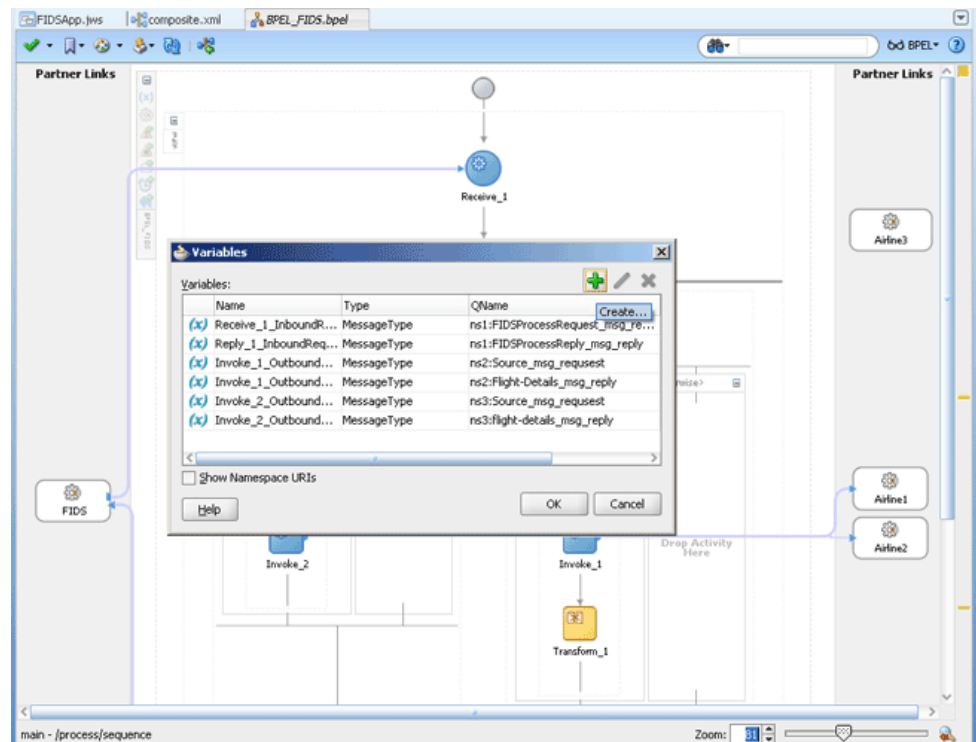 FIDSApp.jws composite.xml BPEL_FIDS.bpel
BPEL
Partner Links
Partner Links
Receive_1
Airline3
Variables
Variables:
Name Type QName
Create...
Receive_1_InboundR... MessageType ns1:FIDSProcessRequest_msg_re...
Reply_1_InboundReq... MessageType ns1:FIDSProcessReply_msg_reply
Invoke_1_Outbound... MessageType ns2:Source_msg_requsest
Invoke_1_Outbound... MessageType ns2:Flight-Details_msg_reply
Invoke_2_Outbound... MessageType ns3:Source_msg_requsest
Invoke_2_Outbound... MessageType ns3:flight-details_msg_reply
Show Namespace URIs
Help OK Cancel
FIDS
Airline1
Airline2
Drop Activity
Here
Invoke_2 Invoke_1
Transform_1
main - /process/sequence Zoom: 31